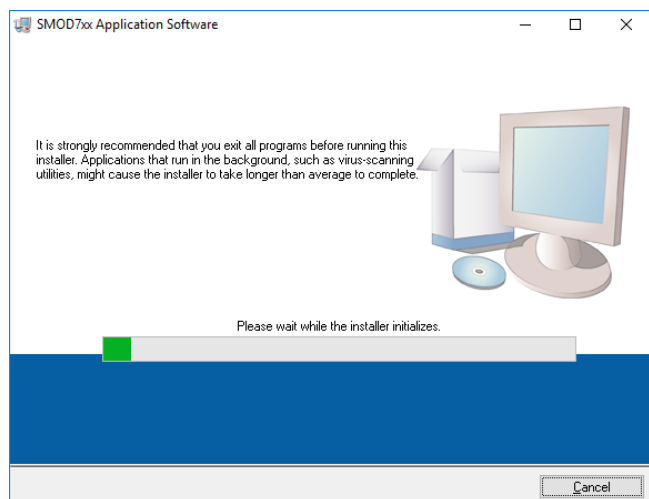 SMOD7xx Application Software
It is strongly recommended that you exit all programs before running this
installer. Applications that run in the background, such as virus-scanning
utilities, might cause the installer to take longer than average to complete.
Please wait while the installer initializes.
Cancel